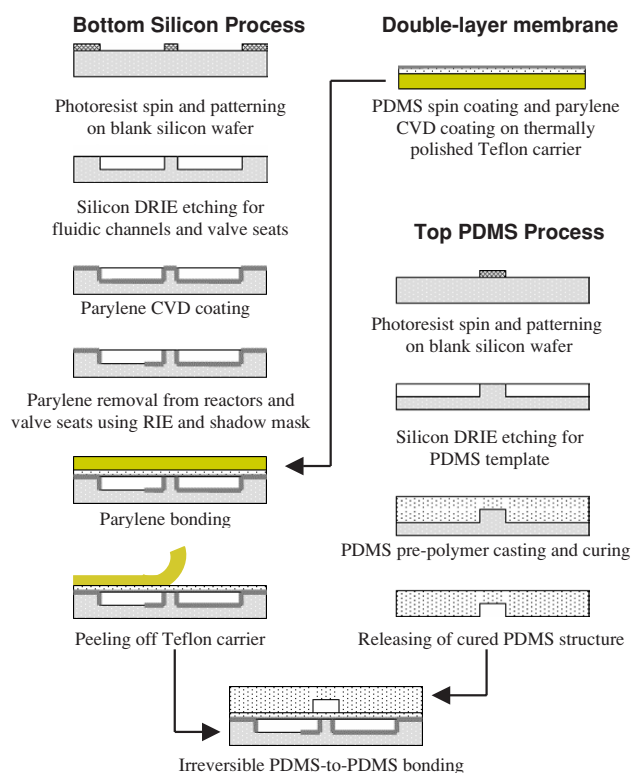 Bottom Silicon Process
Photoresist spin and patterning
on blank silicon wafer
Silicon DRIE etching for
fluidic channels and valve seats
Parylene CVD coating
Parylene removal from reactors and
valve seats using RIE and shadow mask
Parylene bonding
Peeling off Teflon carrier
Double-layer membrane
PDMS spin coating and parylene
CVD coating on thermally
polished Teflon carrier
Top PDMS Process
Photoresist spin and patterning
on blank silicon wafer
Silicon DRIE etching for
PDMS template
PDMS pre-polymer casting and curing
Releasing of cured PDMS structure
Irreversible PDMS-to-PDMS bonding